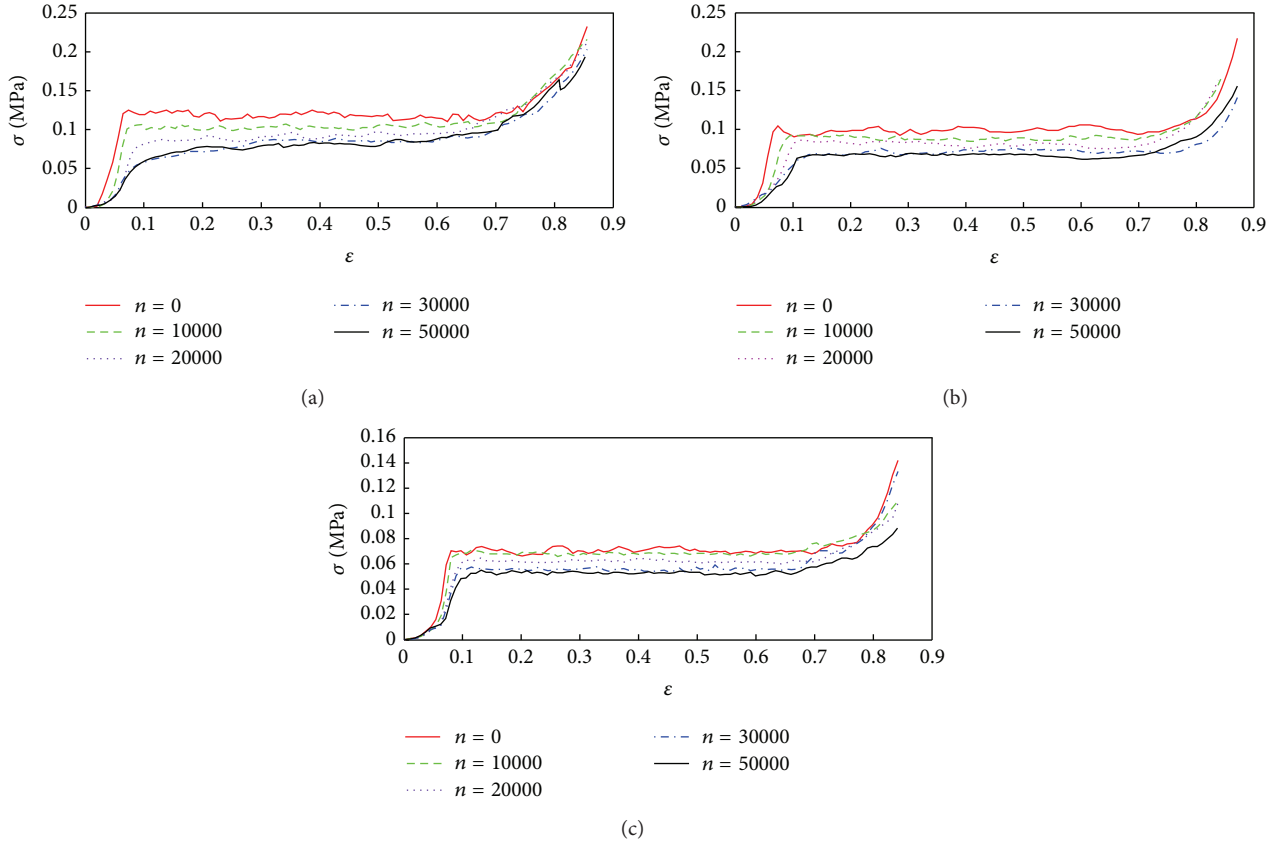 0.25
0.2
0.15
0.1
0.05
0
σ (MPa)
0 0.1 0.2 0.3 0.4 0.5 0.6 0.7 0.8 0.9
ε
n = 0
n = 10000
n = 20000
n = 30000
n = 50000
(a)
0.25
0.2
0.15
0.1
0.05
0
σ (MPa)
0 0.1 0.2 0.3 0.4 0.5 0.6 0.7 0.8 0.9
ε
n = 0
n = 10000
n = 20000
n = 30000
n = 50000
(b)
0.16
0.14
0.12
0.1
0.08
0.06
0.04
0.02
0
σ (MPa)
0 0.1 0.2 0.3 0.4 0.5 0.6 0.7 0.8 0.9
ε
n = 0
n = 10000
n = 20000
n = 30000
n = 50000
(c)